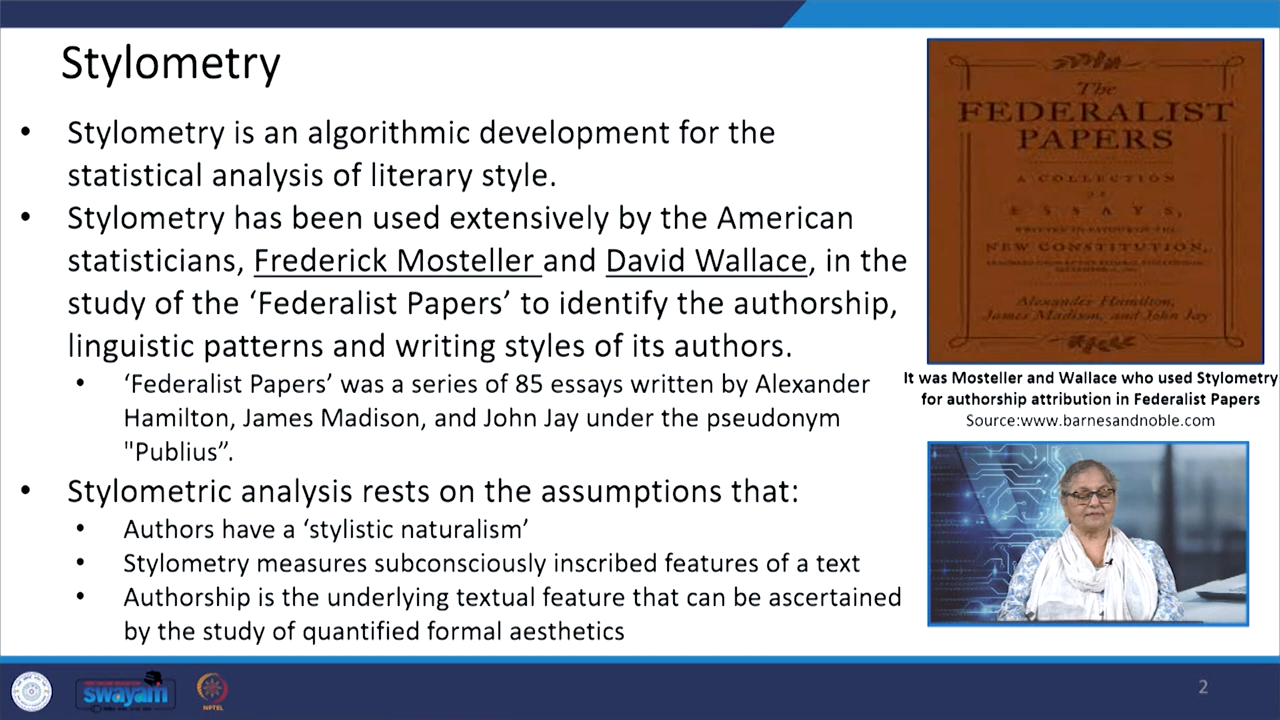 Stylometry
• Stylometry is an algorithmic development for the
statistical analysis of literary style.
• Stylometry has been used extensively by the American
statisticians, Frederick Mosteller and David Wallace, in the
study of the ‘Federalist Papers’ to identify the authorship,
linguistic patterns and writing styles of its authors.
• ‘Federalist Papers’ was a series of 85 essays written by Alexander
Hamilton, James Madison, and John Jay under the pseudonym
"Publius”.
• Stylometric analysis rests on the assumptions that:
• Authors have a ‘stylistic naturalism’
• Stylometry measures subconsciously inscribed features of a text
• Authorship is the underlying textual feature that can be ascertained
by the study of quantified formal aesthetics
The
FEDERALIST
PAPERS
A COLLECTION
OF
ESSAYS,
WRITTEN IN FAVOUR OF THE
NEW CONSTITUTION,
Alexander Hamilton,
James Madison, and John Jay
It was Mosteller and Wallace who used Stylometry
for authorship attribution in Federalist Papers
Source:www.barnesandnoble.com
swayam
NPTEL
2